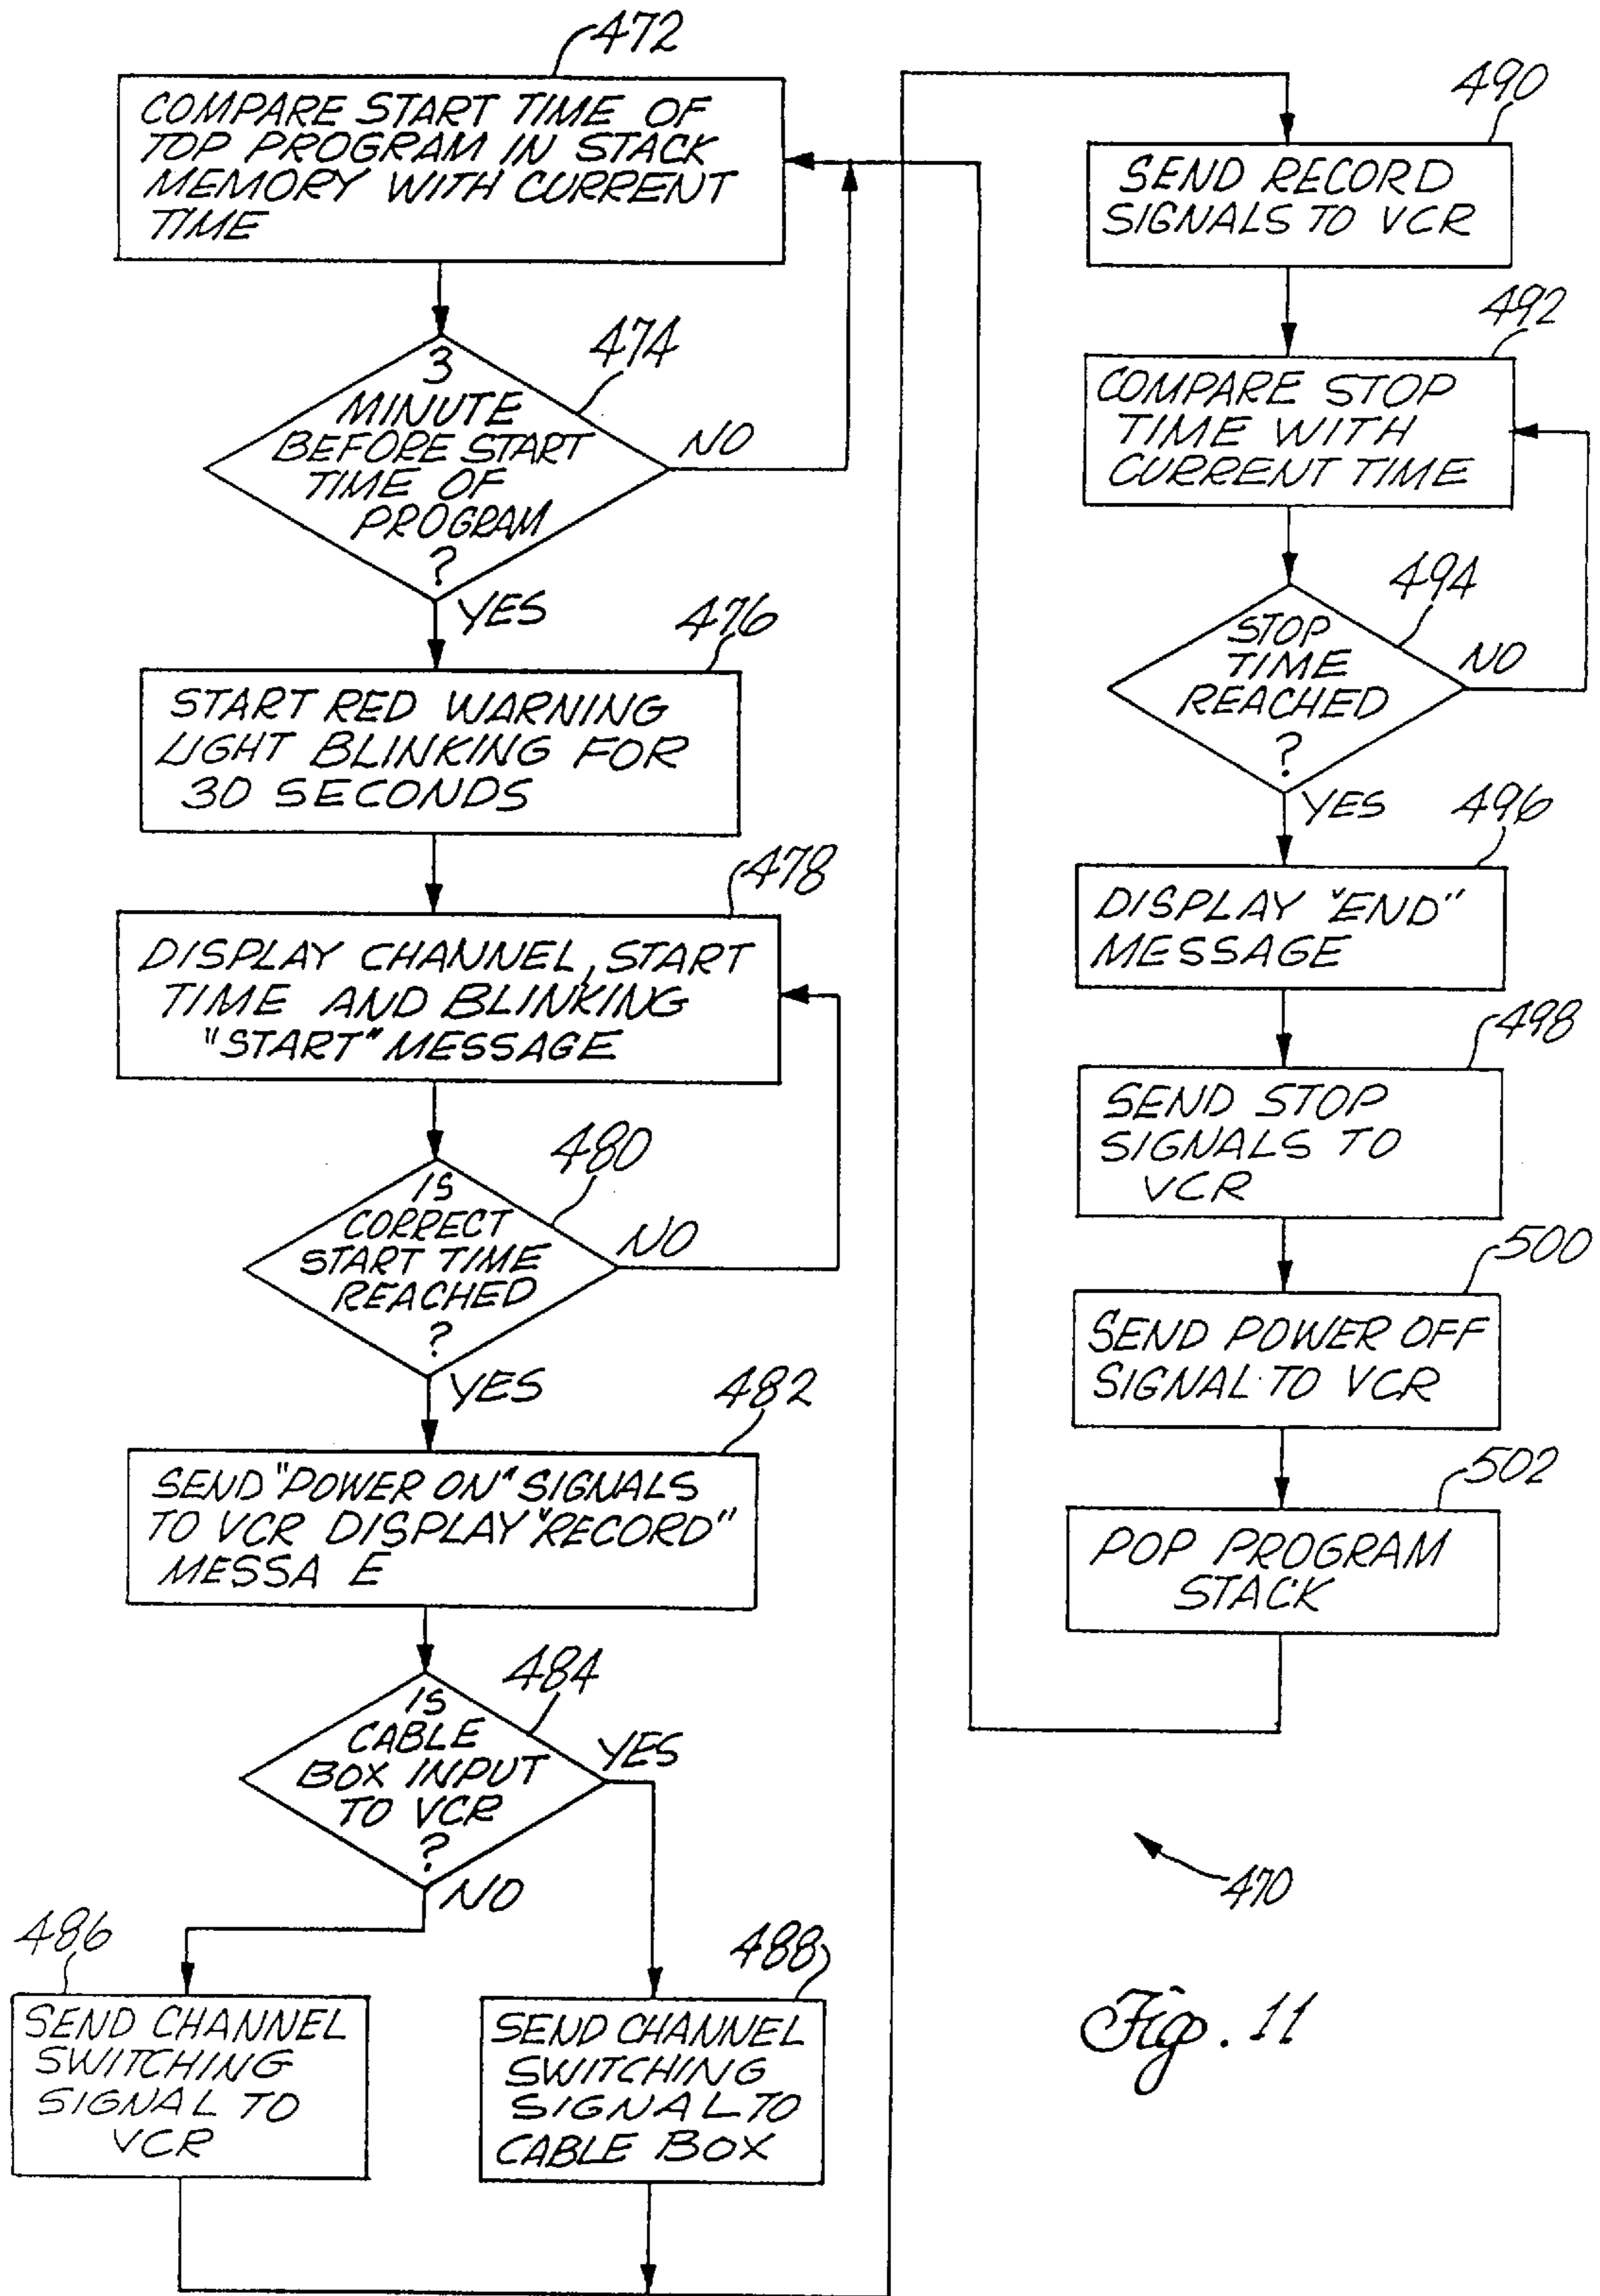 472
COMPARE START TIME OF
TOP PROGRAM IN STACK
MEMORY WITH CURRENT
TIME
474
3
MINUTE
BEFORE START
TIME OF
PROGRAM
?
NO
YES
476
START RED WARNING
LIGHT BLINKING FOR
30 SECONDS
478
DISPLAY CHANNEL, START
TIME AND BLINKING
"START" MESSAGE
480
IS
CORRECT
START TIME
REACHED
?
NO
YES
482
SEND "POWER ON" SIGNALS
TO VCR DISPLAY "RECORD"
MESSA E
484
IS
CABLE
BOX INPUT
TO VCR
?
YES
NO
486
SEND CHANNEL
SWITCHING
SIGNAL TO
VCR
488
SEND CHANNEL
SWITCHING
SIGNAL TO
CABLE BOX
490
SEND RECORD
SIGNALS TO VCR
492
COMPARE STOP
TIME WITH
CURRENT TIME
494
STOP
TIME
REACHED
?
NO
YES
496
DISPLAY "END"
MESSAGE
498
SEND STOP
SIGNALS TO
VCR
500
SEND POWER OFF
SIGNAL TO VCR
502
POP PROGRAM
STACK
470
Fig. 11